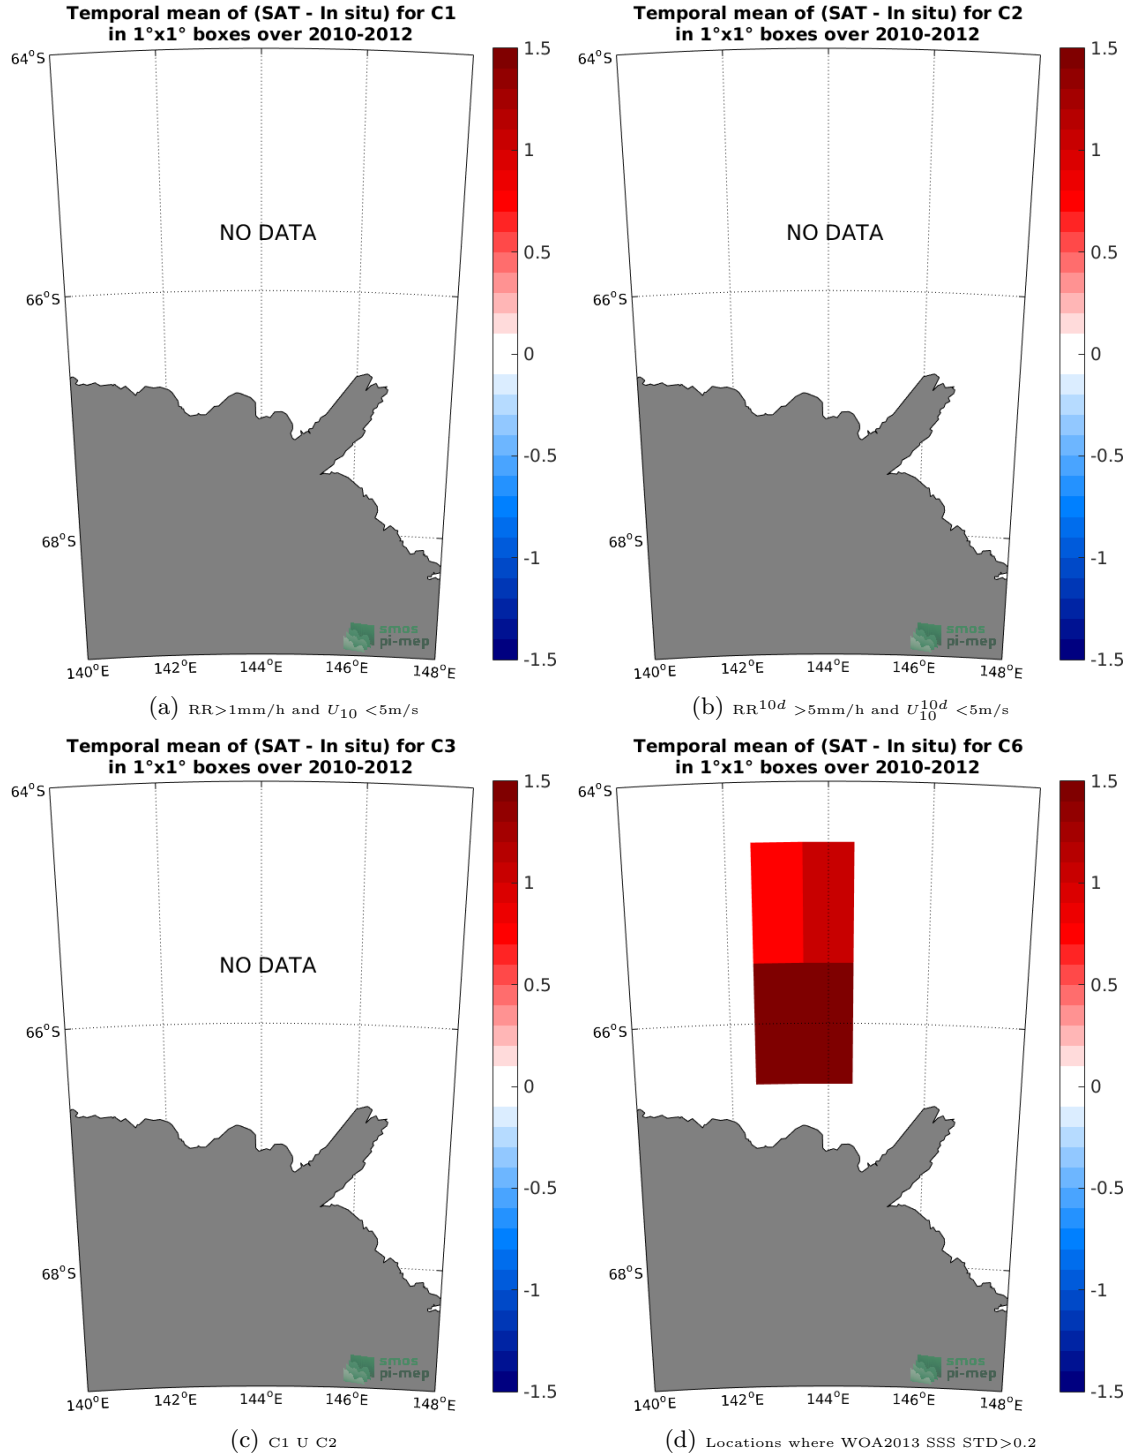 Temporal mean of (SAT - In situ) for C1
in 1°x1° boxes over 2010-2012
64°S
66°S
68°S
140°E
142°E
144°E
146°E
148°E
NO DATA
smos
pi-mep
1.5
1
0.5
0
-0.5
-1
-1.5
(a) RR>1mm/h and U10 <5m/s
Temporal mean of (SAT - In situ) for C2
in 1°x1° boxes over 2010-2012
64°S
66°S
68°S
140°E
142°E
144°E
146°E
148°E
NO DATA
smos
pi-mep
1.5
1
0.5
0
-0.5
-1
-1.5
(b) RR^10d >5mm/h and U10^10d <5m/s
Temporal mean of (SAT - In situ) for C3
in 1°x1° boxes over 2010-2012
64°S
66°S
68°S
140°E
142°E
144°E
146°E
148°E
NO DATA
smos
pi-mep
1.5
1
0.5
0
-0.5
-1
-1.5
(c) C1 U C2
Temporal mean of (SAT - In situ) for C6
in 1°x1° boxes over 2010-2012
64°S
66°S
68°S
140°E
142°E
144°E
146°E
148°E
smos
pi-mep
1.5
1
0.5
0
-0.5
-1
-1.5
(d) Locations where WOA2013 SSS STD>0.2